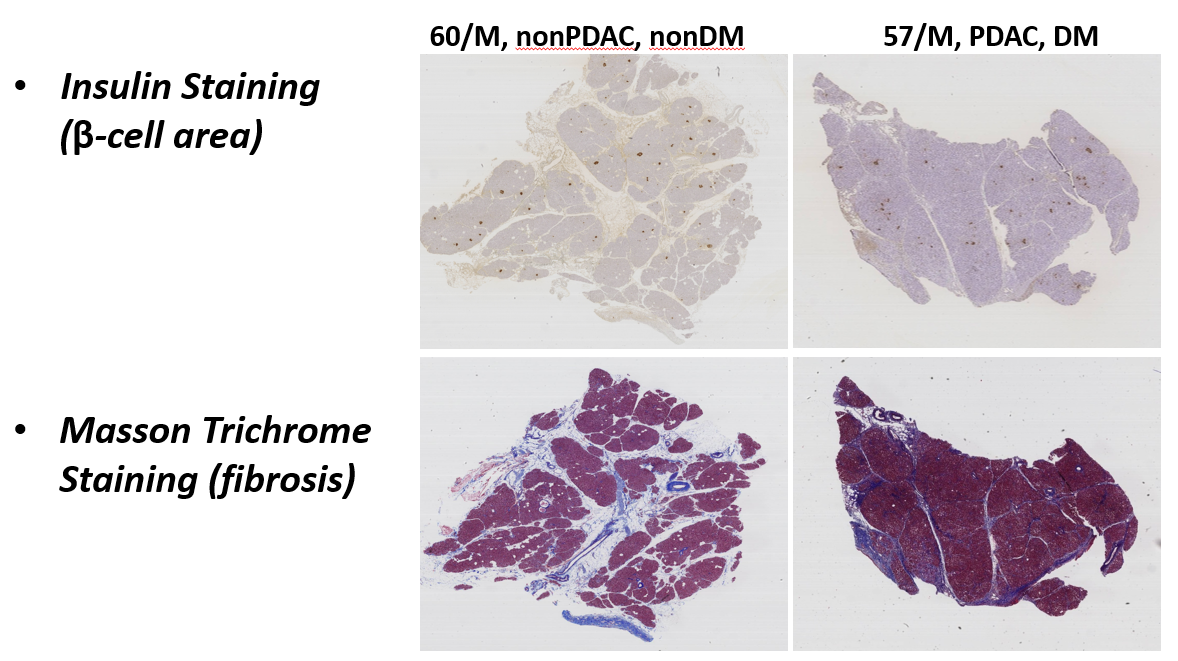 60/M, nonPDAC, nonDM
57/M, PDAC, DM
• Insulin Staining
(β-cell area)
• Masson Trichrome
Staining (fibrosis)